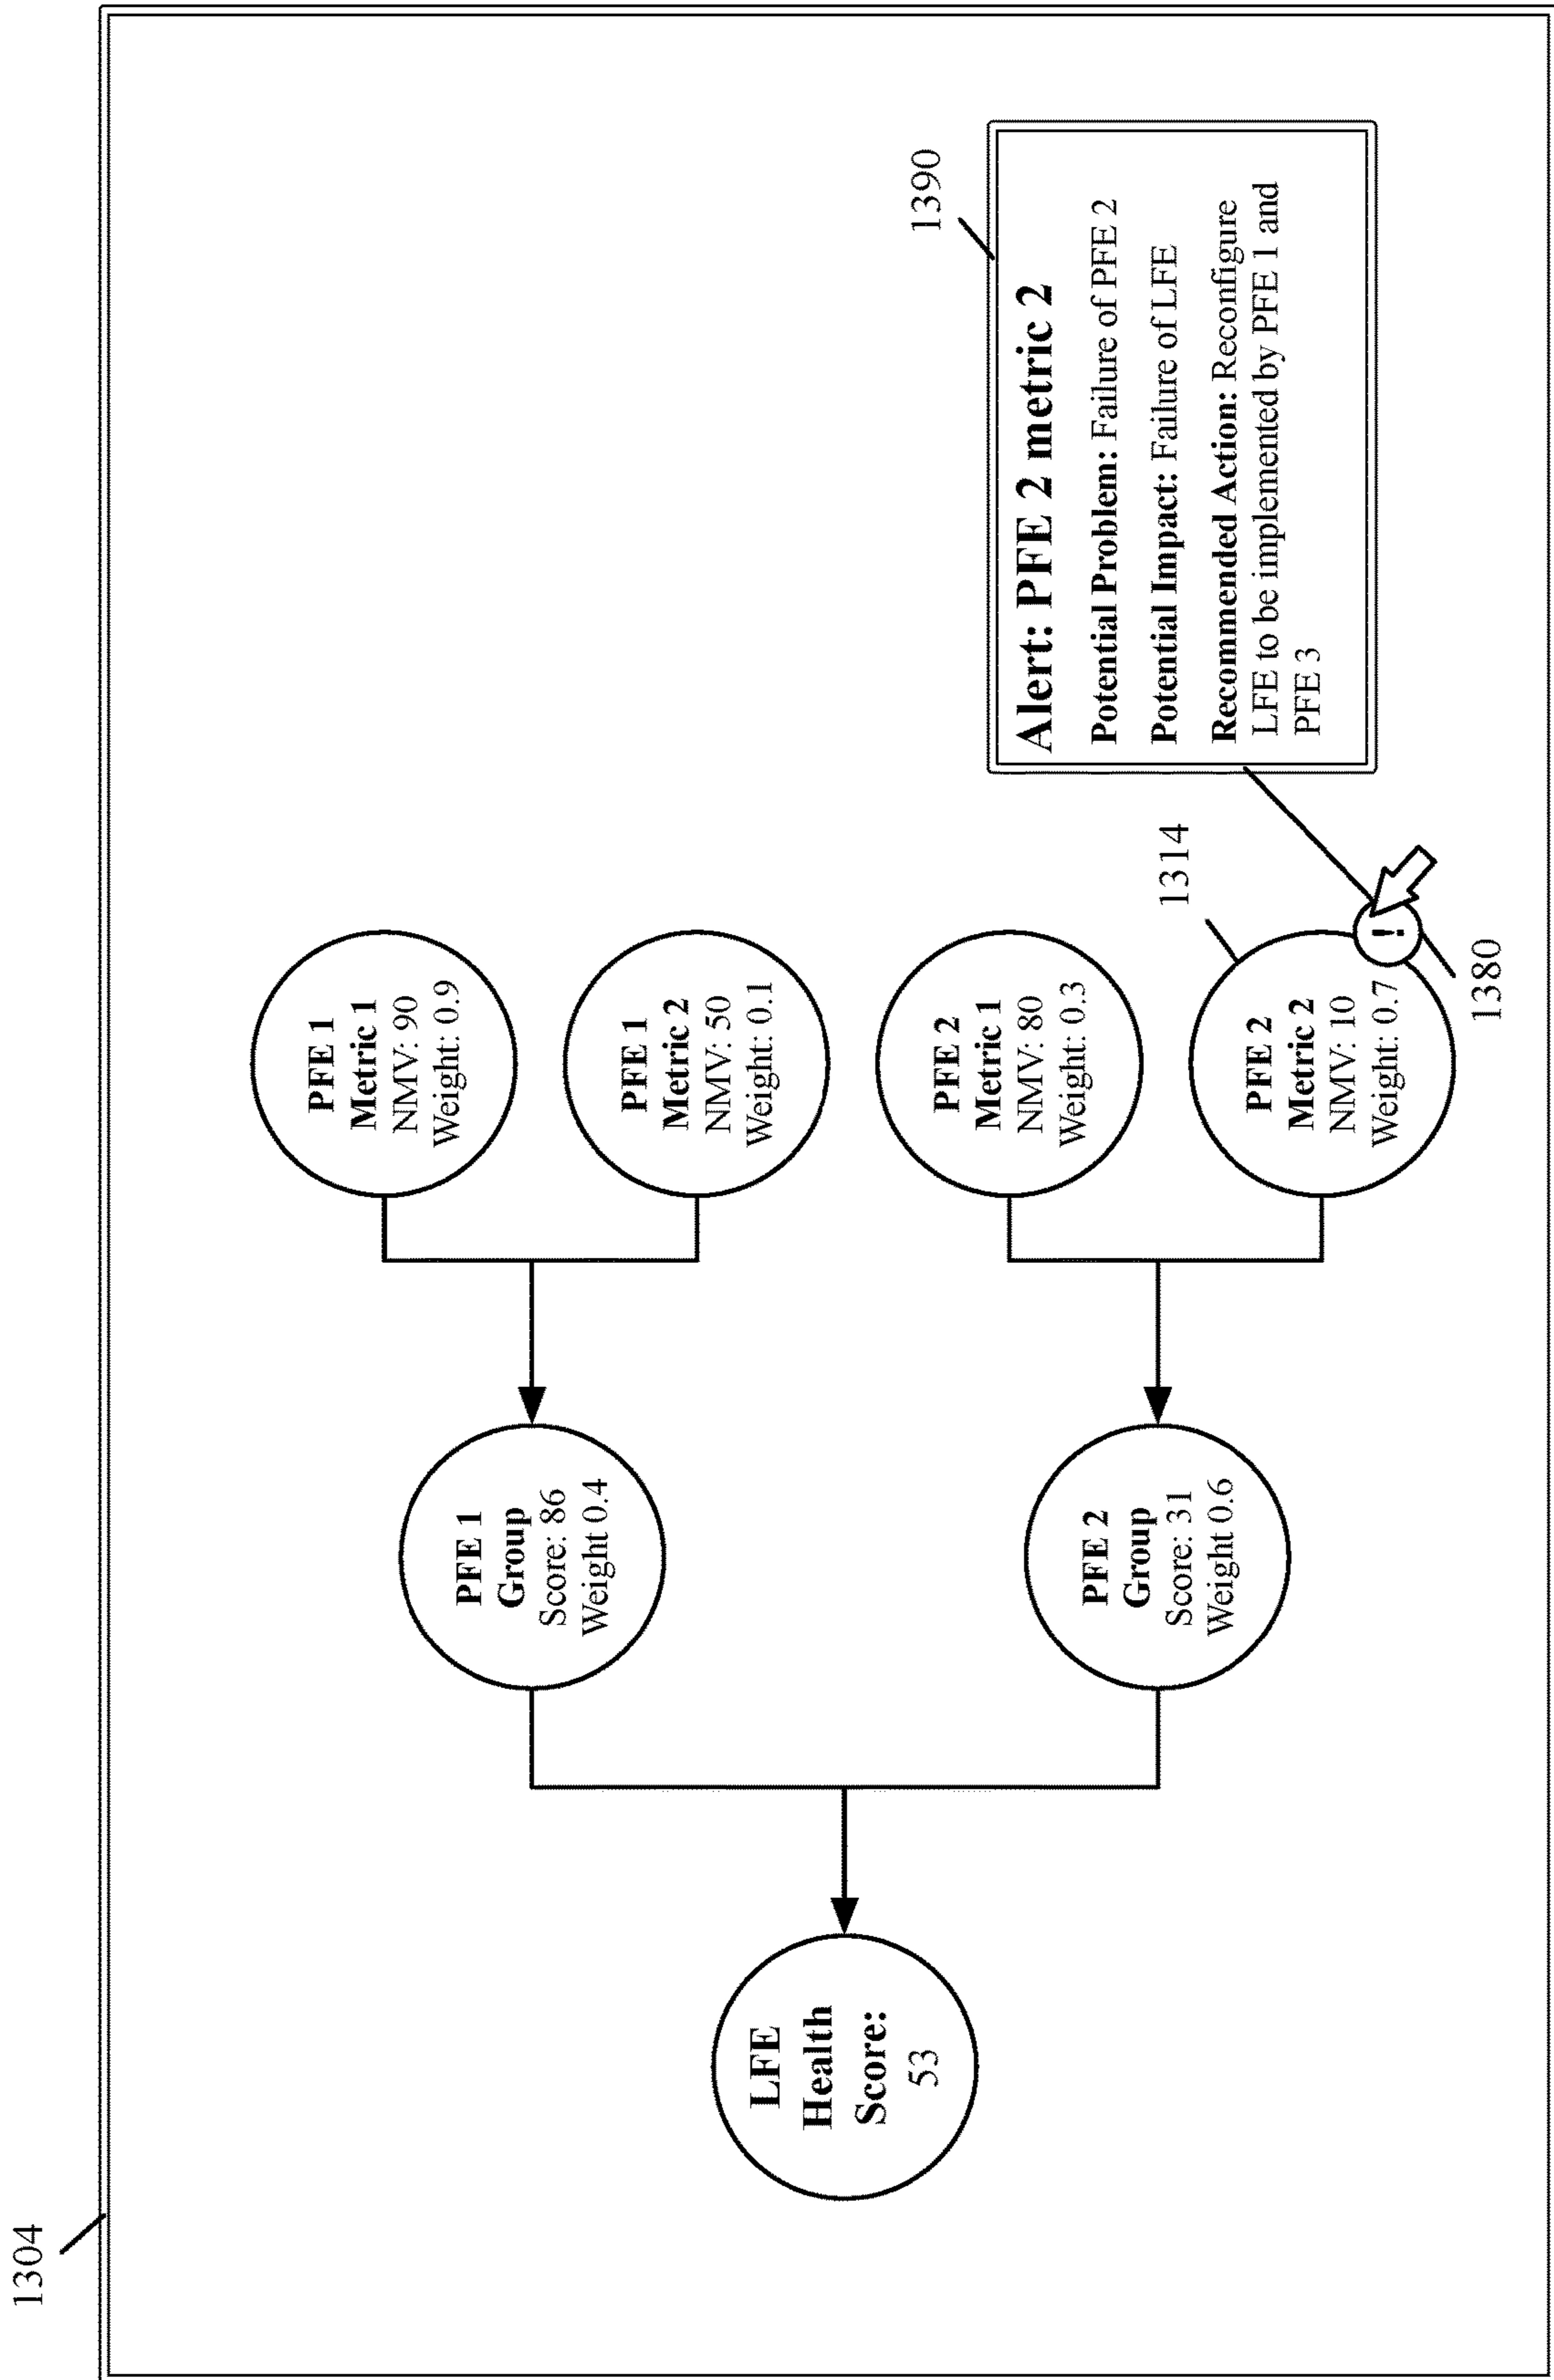 1304
LFE
Health
Score:
53
PFE 1
Group
Score: 86
Weight 0.4
PFE 2
Group
Score: 31
Weight 0.6
PFE 1
Metric 1
NMV: 90
Weight: 0.9
PFE 1
Metric 2
NMV: 50
Weight: 0.1
PFE 2
Metric 1
NMV: 80
Weight: 0.3
PFE 2
Metric 2
NMV: 10
Weight: 0.7
1314
!
1380
1390
Alert: PFE 2 metric 2
Potential Problem: Failure of PFE 2
Potential Impact: Failure of LFE
Recommended Action: Reconfigure
LFE to be implemented by PFE 1 and
PFE 3